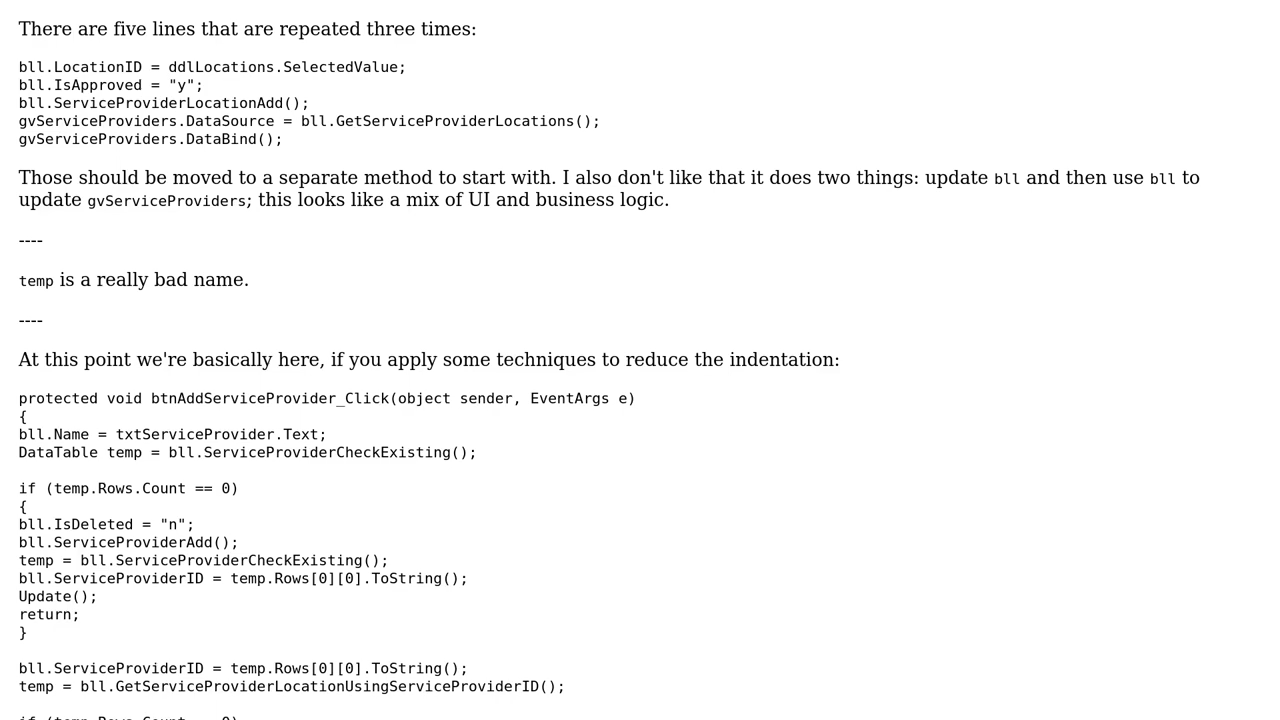 There are five lines that are repeated three times:
bll.LocationID = ddlLocations.SelectedValue;
bll.IsApproved = "y";
bll.ServiceProviderLocationAdd();
gvServiceProviders.DataSource = bll.GetServiceProviderLocations();
gvServiceProviders.DataBind();
Those should be moved to a separate method to start with. I also don't like that it does two things: update bll and then use bll to
update gvServiceProviders; this looks like a mix of UI and business logic.
----
temp is a really bad name.
----
At this point we're basically here, if you apply some techniques to reduce the indentation:
protected void btnAddServiceProvider_Click(object sender, EventArgs e)
{
bll.Name = txtServiceProvider.Text;
DataTable temp = bll.ServiceProviderCheckExisting();
if (temp.Rows.Count == 0)
{
bll.IsDeleted = "n";
bll.ServiceProviderAdd();
temp = bll.ServiceProviderCheckExisting();
bll.ServiceProviderID = temp.Rows[0][0].ToString();
Update();
return;
}
bll.ServiceProviderID = temp.Rows[0][0].ToString();
temp = bll.GetServiceProviderLocationUsingServiceProviderID();
if (temp.Rows.Count == 0)